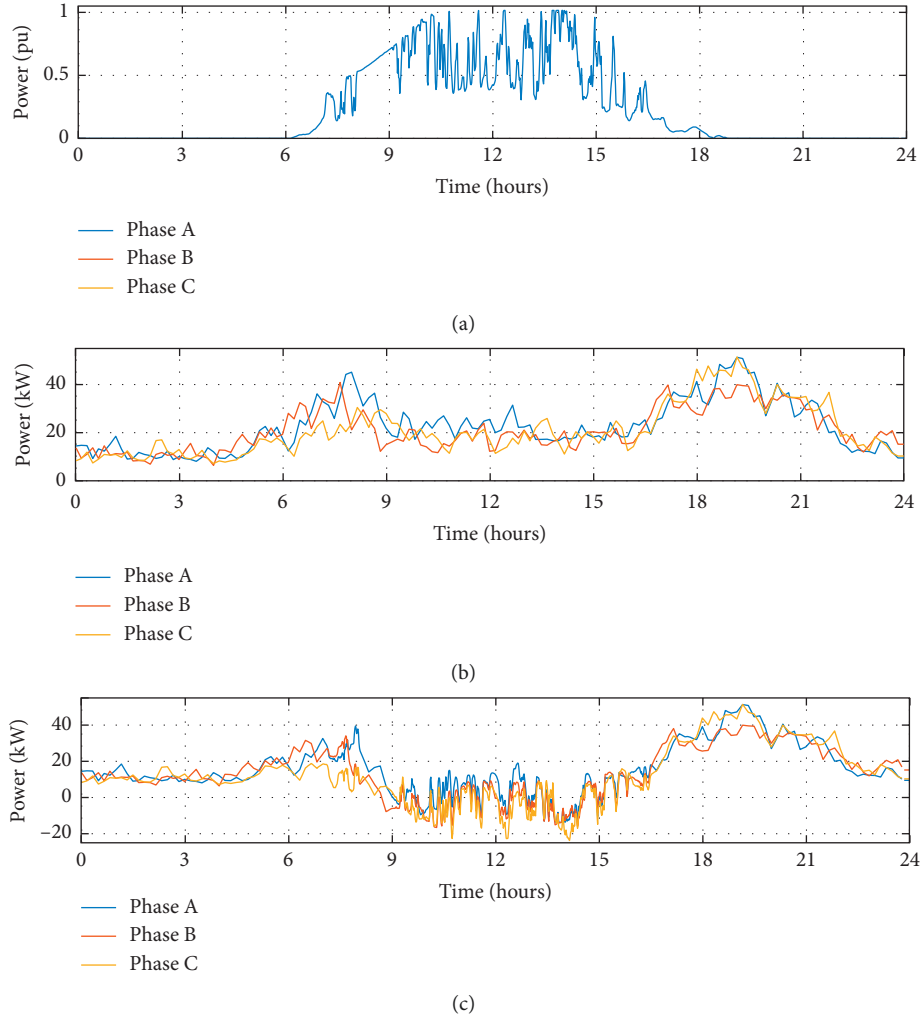 1
0.5
0
Power (pu)
0 3 6 9 12 15 18 21 24
Time (hours)
Phase A
Phase B
Phase C
(a)
40
20
0
Power (kW)
0 3 6 9 12 15 18 21 24
Time (hours)
Phase A
Phase B
Phase C
(b)
40
20
0
−20
Power (kW)
0 3 6 9 12 15 18 21 24
Time (hours)
Phase A
Phase B
Phase C
(c)